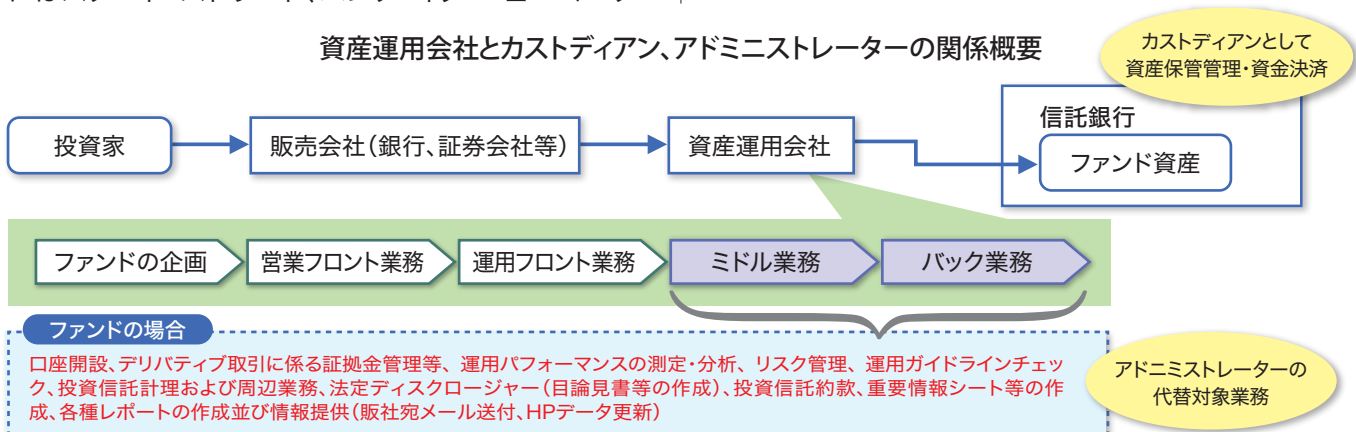 資産運用会社とカストディアン、アドミニストレーターの関係概要
カストディアンとして
資産保管管理・資金決済
投資家
販売会社（銀行、証券会社等）
資産運用会社
信託銀行
ファンド資産
ファンドの企画
営業フロント業務
運用フロント業務
ミドル業務
バック業務
ファンドの場合
口座開設、デリバティブ取引に係る証拠金管理等、運用パフォーマンスの測定・分析、リスク管理、運用ガイドラインチェッ
ク、投資信託計理および周辺業務、法定ディスクロージャー（目論見書等の作成）、投資信託約款、重要情報シート等の作
成、各種レポートの作成並び情報提供（販社宛メール送付、HPデータ更新）
アドニミストレーターの
代替対象業務